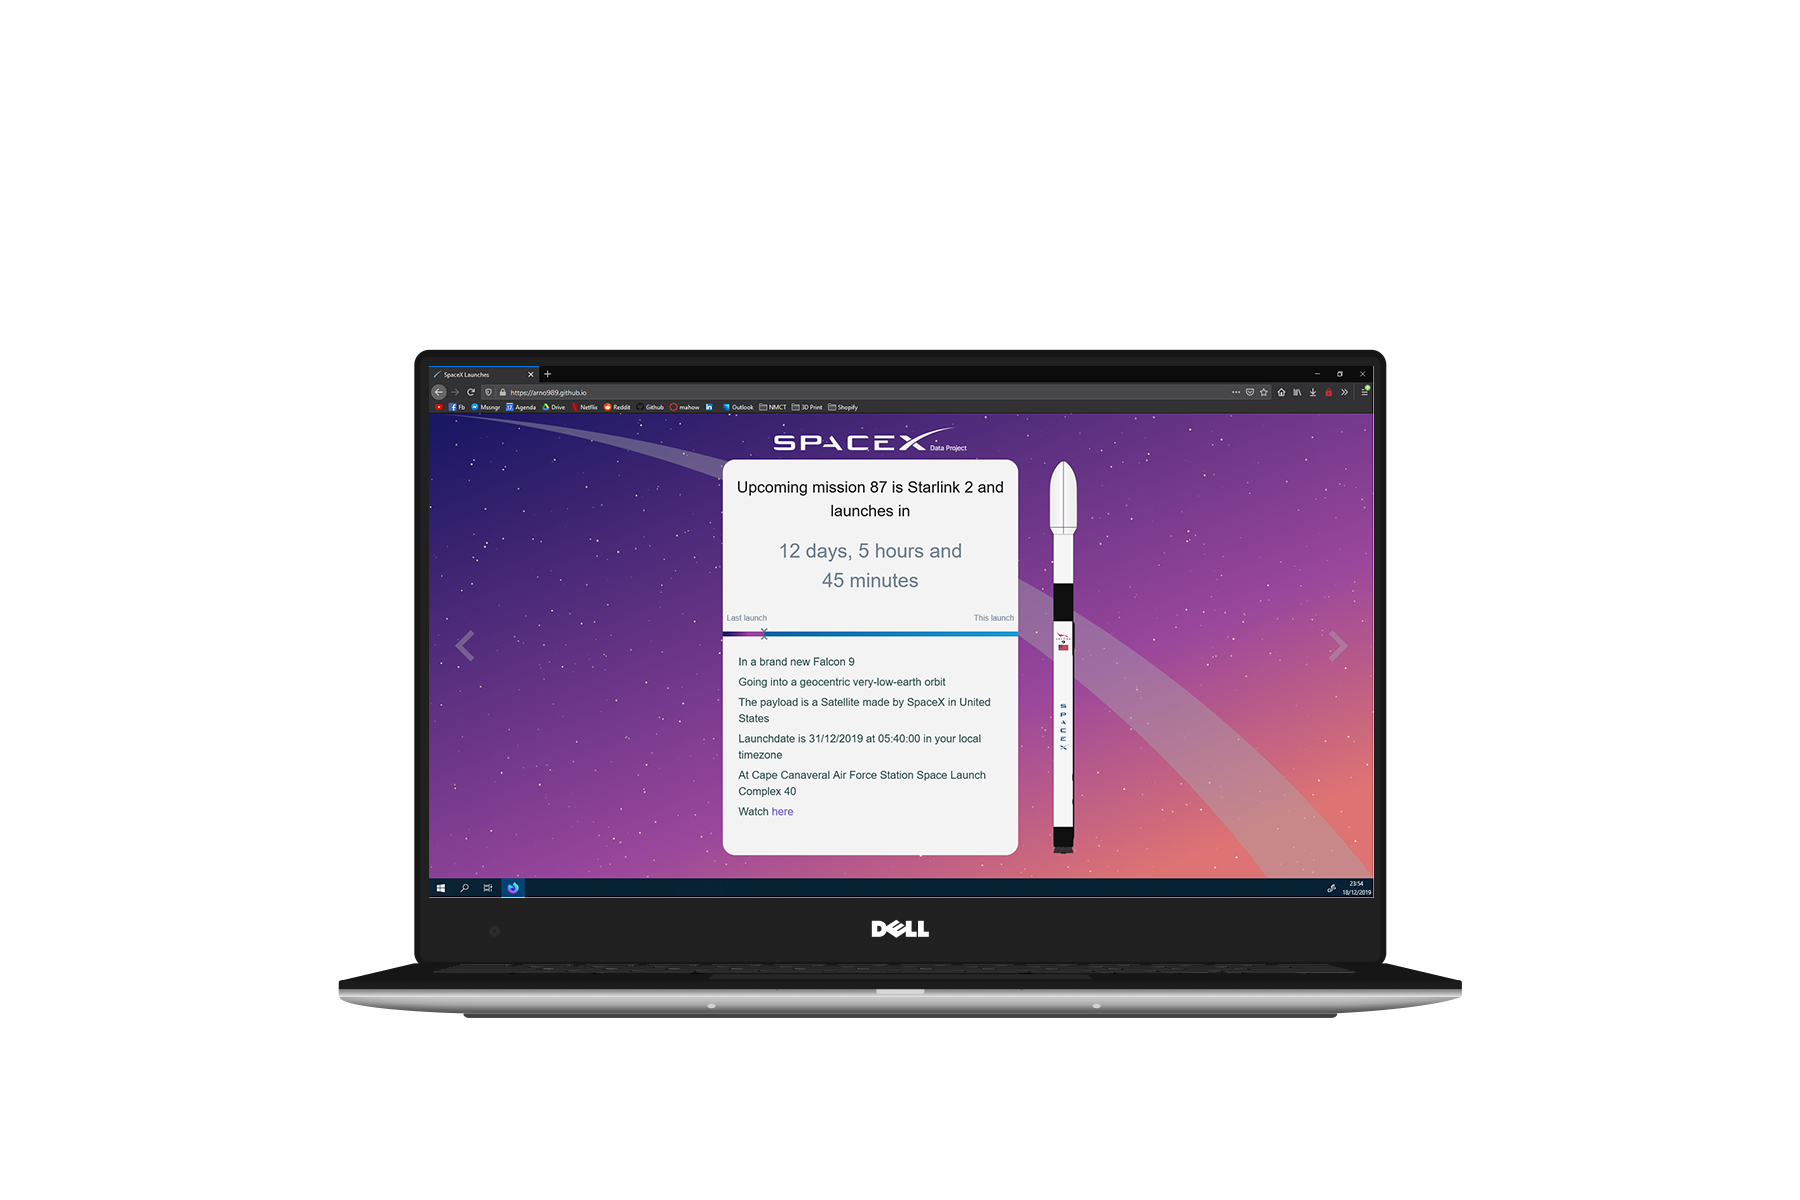 SpaceX Launches
https://arno989.github.io
Fb Mssngr Agenda Drive Netflix Reddit Github mahow Outlook NMCT 3D Print Shopify
SPACEX Data Project
Upcoming mission 87 is Starlink 2 and
launches in
12 days, 5 hours and
45 minutes
Last launch This launch
In a brand new Falcon 9
Going into a geocentric very-low-earth orbit
The payload is a Satellite made by SpaceX in United
States
Launchdate is 31/12/2019 at 05:40:00 in your local
timezone
At Cape Canaveral Air Force Station Space Launch
Complex 40
Watch here
SPACEX
23:54
18/12/2019
DELL